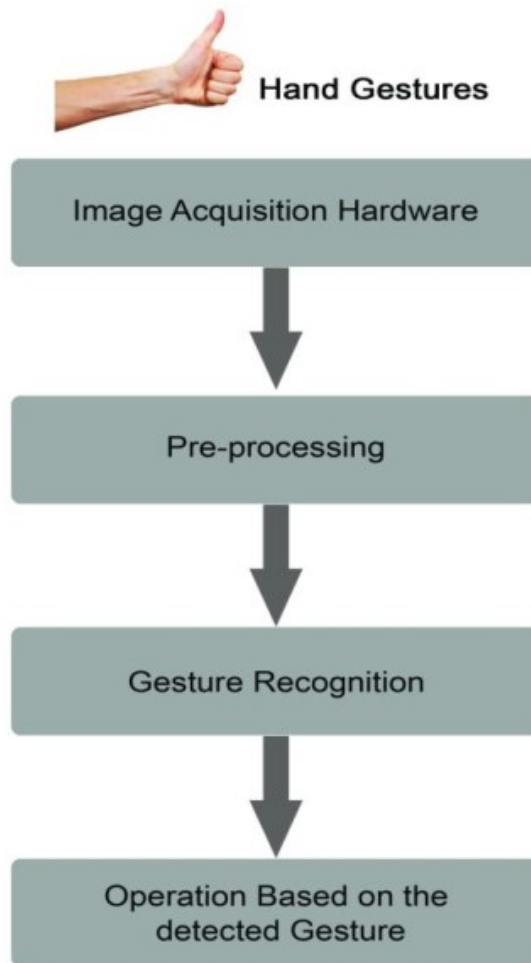 Hand Gestures
Image Acquisition Hardware
Pre-processing
Gesture Recognition
Operation Based on the
detected Gesture